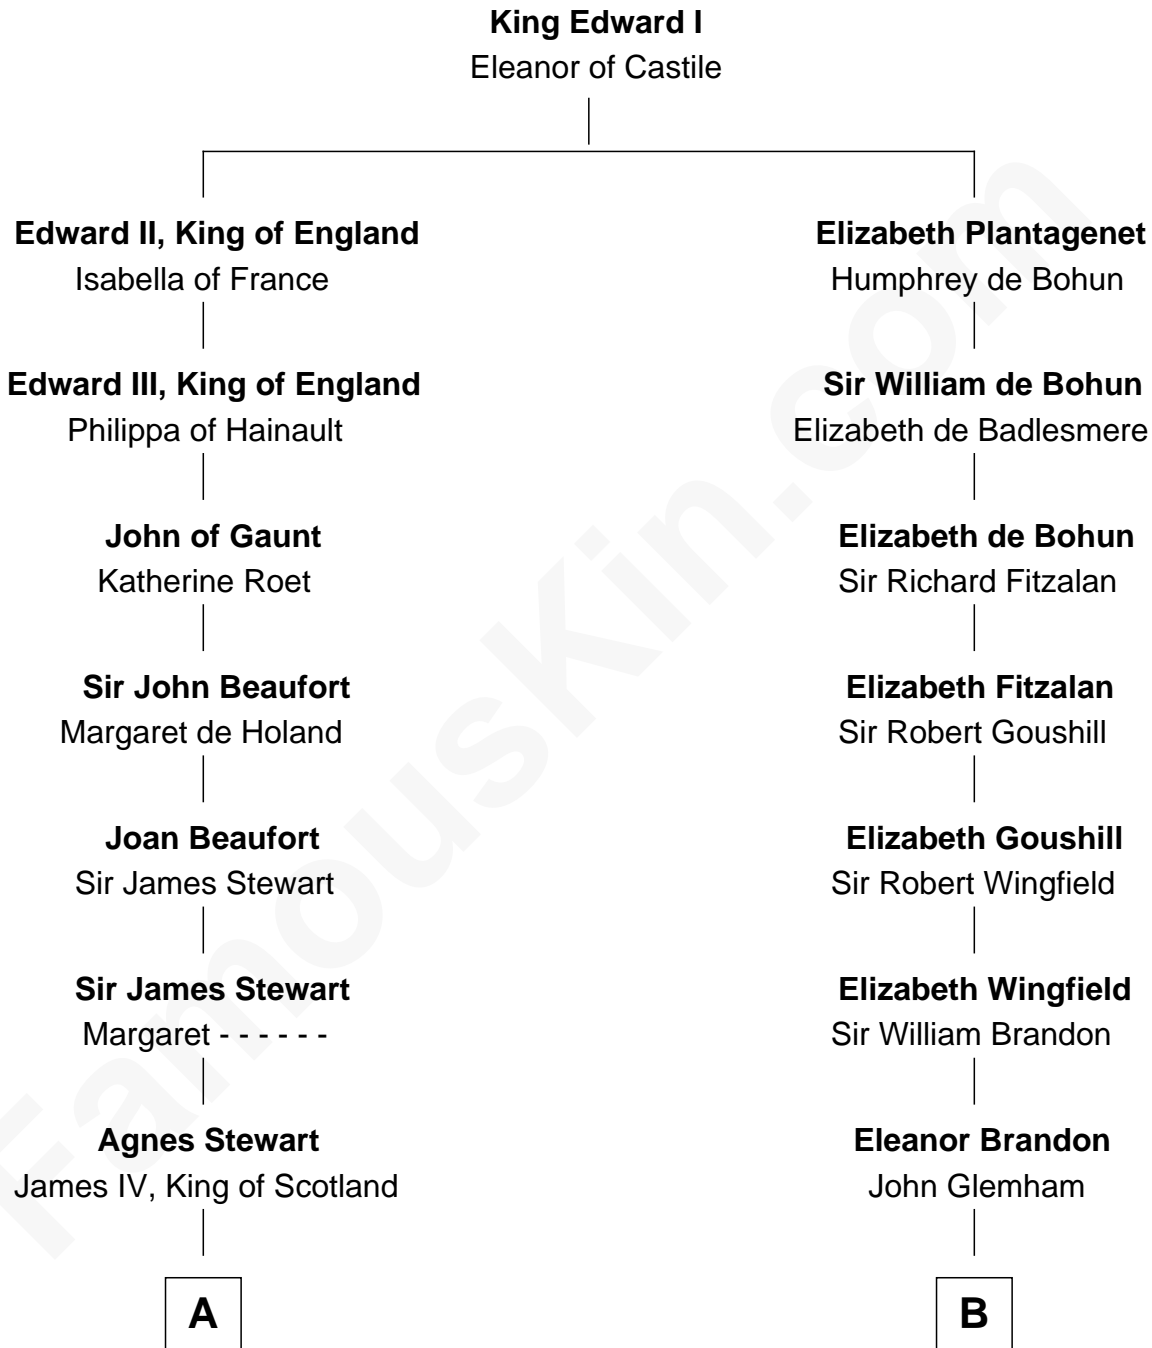 King Edward I
Eleanor of Castile
Edward II, King of England
Isabella of France
Elizabeth Plantagenet
Humphrey de Bohun
Edward III, King of England
Philippa of Hainault
Sir William de Bohun
Elizabeth de Badlesmere
John of Gaunt
Katherine Roet
Elizabeth de Bohun
Sir Richard Fitzalan
Sir John Beaufort
Margaret de Holand
Elizabeth Fitzalan
Sir Robert Goushill
Joan Beaufort
Sir James Stewart
Elizabeth Goushill
Sir Robert Wingfield
Sir James Stewart
Margaret - - - - - -
Elizabeth Wingfield
Sir William Brandon
Agnes Stewart
James IV, King of Scotland
Eleanor Brandon
John Glemham
A
B
FamousKin.com